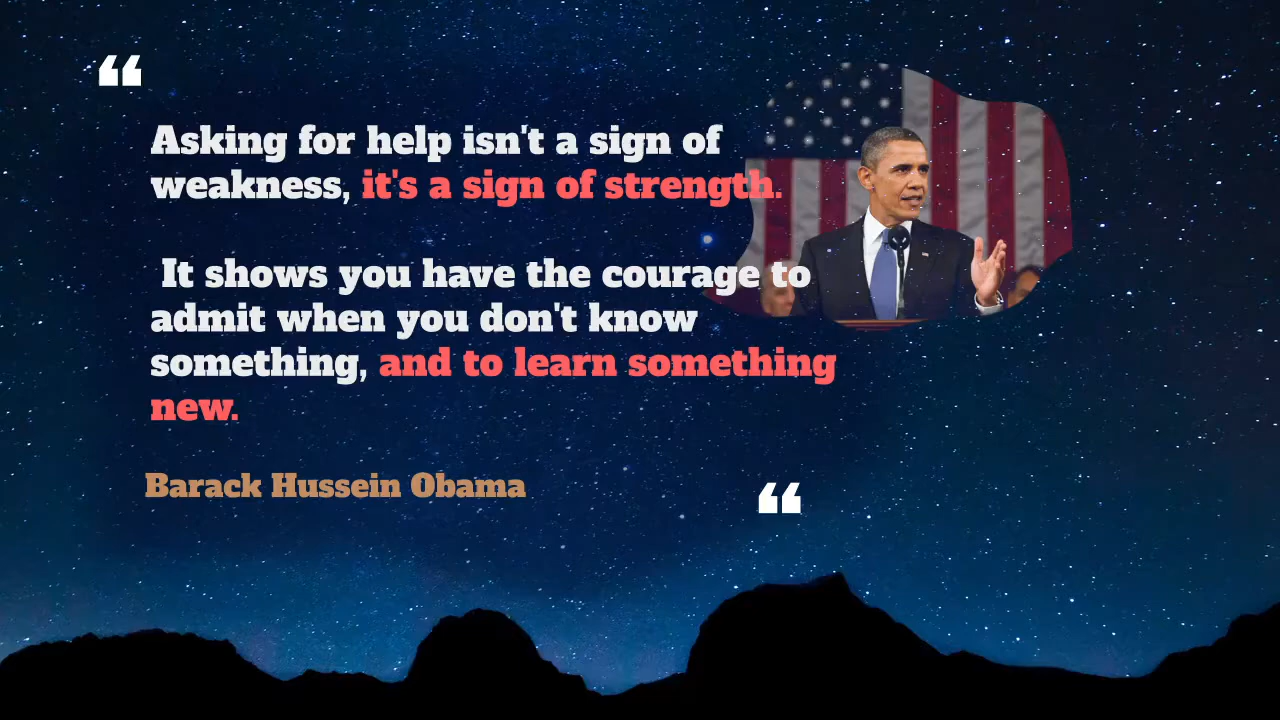 ❝
Asking for help isn't a sign of
weakness, it's a sign of strength.
It shows you have the courage to
admit when you don't know
something, and to learn something
new.
Barack Hussein Obama
❝